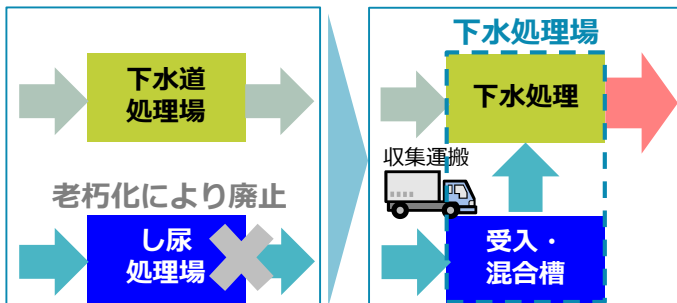 下水道
処理場
老朽化により廃止
し尿
処理場
下水処理場
下水処理
収集運搬
受入・
混合槽